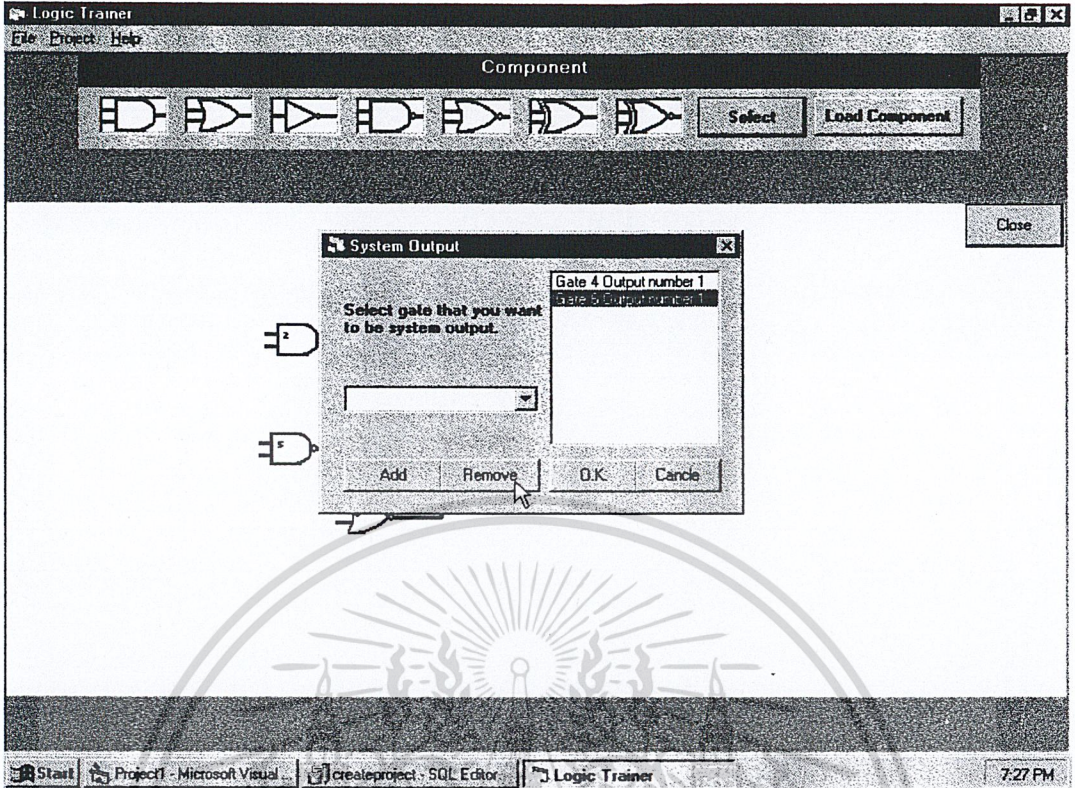 Logic Trainer
File Project Help
Component
Select
Load Component
Close
System Output
Gate 4 Output number 1
Gate 5 Output number 1
Select gate that you want
to be system output.
2
5
Add
Remove
O.K.
Cancle
Start
Project1 - Microsoft Visual ...
createproject - SQL Editor
Logic Trainer
7:27 PM